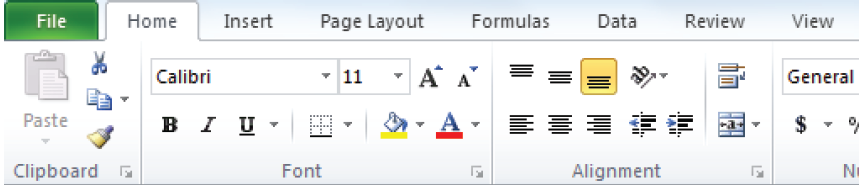 File Home Insert Page Layout Formulas Data Review View
Calibri 11 A A General
Paste B I U A a $ %
Clipboard Font Alignment